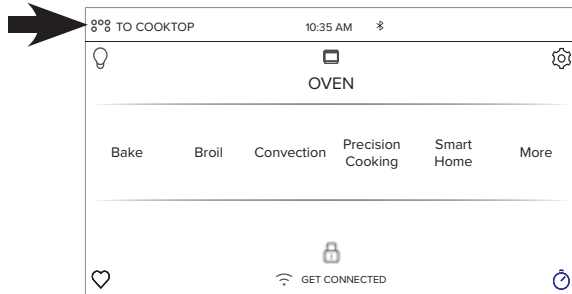 TO COOKTOP 10:35 AM
OVEN
Bake Broil Convection Precision Cooking Smart Home More
GET CONNECTED